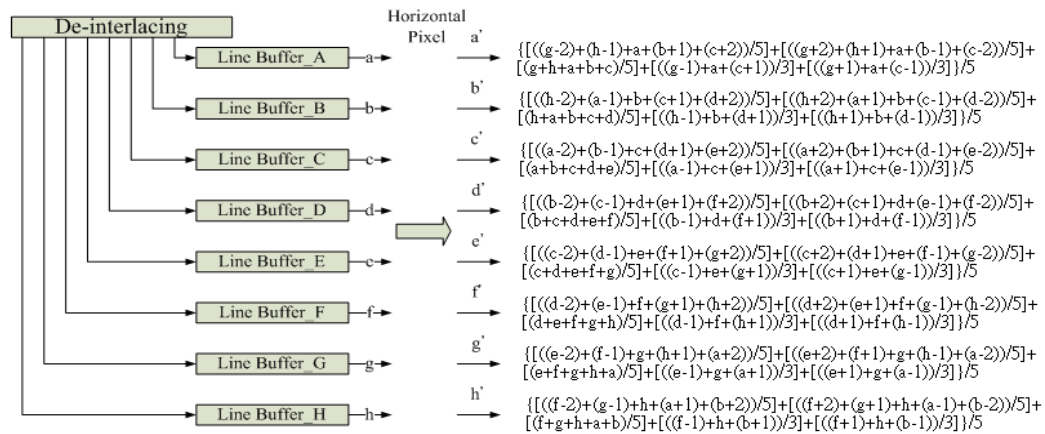 De-interlacing
Horizontal
Pixel
Line Buffer_A
a
a'
{[((g-2)+(h-1)+a+(b+1)+(c+2))/5]+[((g+2)+(h+1)+a+(b-1)+(c-2))/5]+
[(g+h+a+b+c)/5]+[((g-1)+a+(c+1))/3]+[((g+1)+a+(c-1))/3]}/5
Line Buffer_B
b
b'
{[((h-2)+(a-1)+b+(c+1)+(d+2))/5]+[((h+2)+(a+1)+b+(c-1)+(d-2))/5]+
[(h+a+b+c+d)/5]+[((h-1)+b+(d+1))/3]+[((h+1)+b+(d-1))/3]}/5
Line Buffer_C
c
c'
{[((a-2)+(b-1)+c+(d+1)+(e+2))/5]+[((a+2)+(b+1)+c+(d-1)+(e-2))/5]+
[(a+b+c+d+e)/5]+[((a-1)+c+(e+1))/3]+[((a+1)+c+(e-1))/3]}/5
Line Buffer_D
d
d'
{[((b-2)+(c-1)+d+(e+1)+(f+2))/5]+[((b+2)+(c+1)+d+(e-1)+(f-2))/5]+
[(b+c+d+e+f)/5]+[((b-1)+d+(f+1))/3]+[((b+1)+d+(f-1))/3]}/5
Line Buffer_E
e
e'
{[((c-2)+(d-1)+e+(f+1)+(g+2))/5]+[((c+2)+(d+1)+e+(f-1)+(g-2))/5]+
[(c+d+e+f+g)/5]+[((c-1)+e+(g+1))/3]+[((c+1)+e+(g-1))/3]}/5
Line Buffer_F
f
f'
{[((d-2)+(e-1)+f+(g+1)+(h+2))/5]+[((d+2)+(e+1)+f+(g-1)+(h-2))/5]+
[(d+e+f+g+h)/5]+[((d-1)+f+(h+1))/3]+[((d+1)+f+(h-1))/3]}/5
Line Buffer_G
g
g'
{[((e-2)+(f-1)+g+(h+1)+(a+2))/5]+[((e+2)+(f+1)+g+(h-1)+(a-2))/5]+
[(e+f+g+h+a)/5]+[((e-1)+g+(a+1))/3]+[((e+1)+g+(a-1))/3]}/5
Line Buffer_H
h
h'
{[((f-2)+(g-1)+h+(a+1)+(b+2))/5]+[((f+2)+(g+1)+h+(a-1)+(b-2))/5]+
[(f+g+h+a+b)/5]+[((f-1)+h+(b+1))/3]+[((f+1)+h+(b-1))/3]}/5